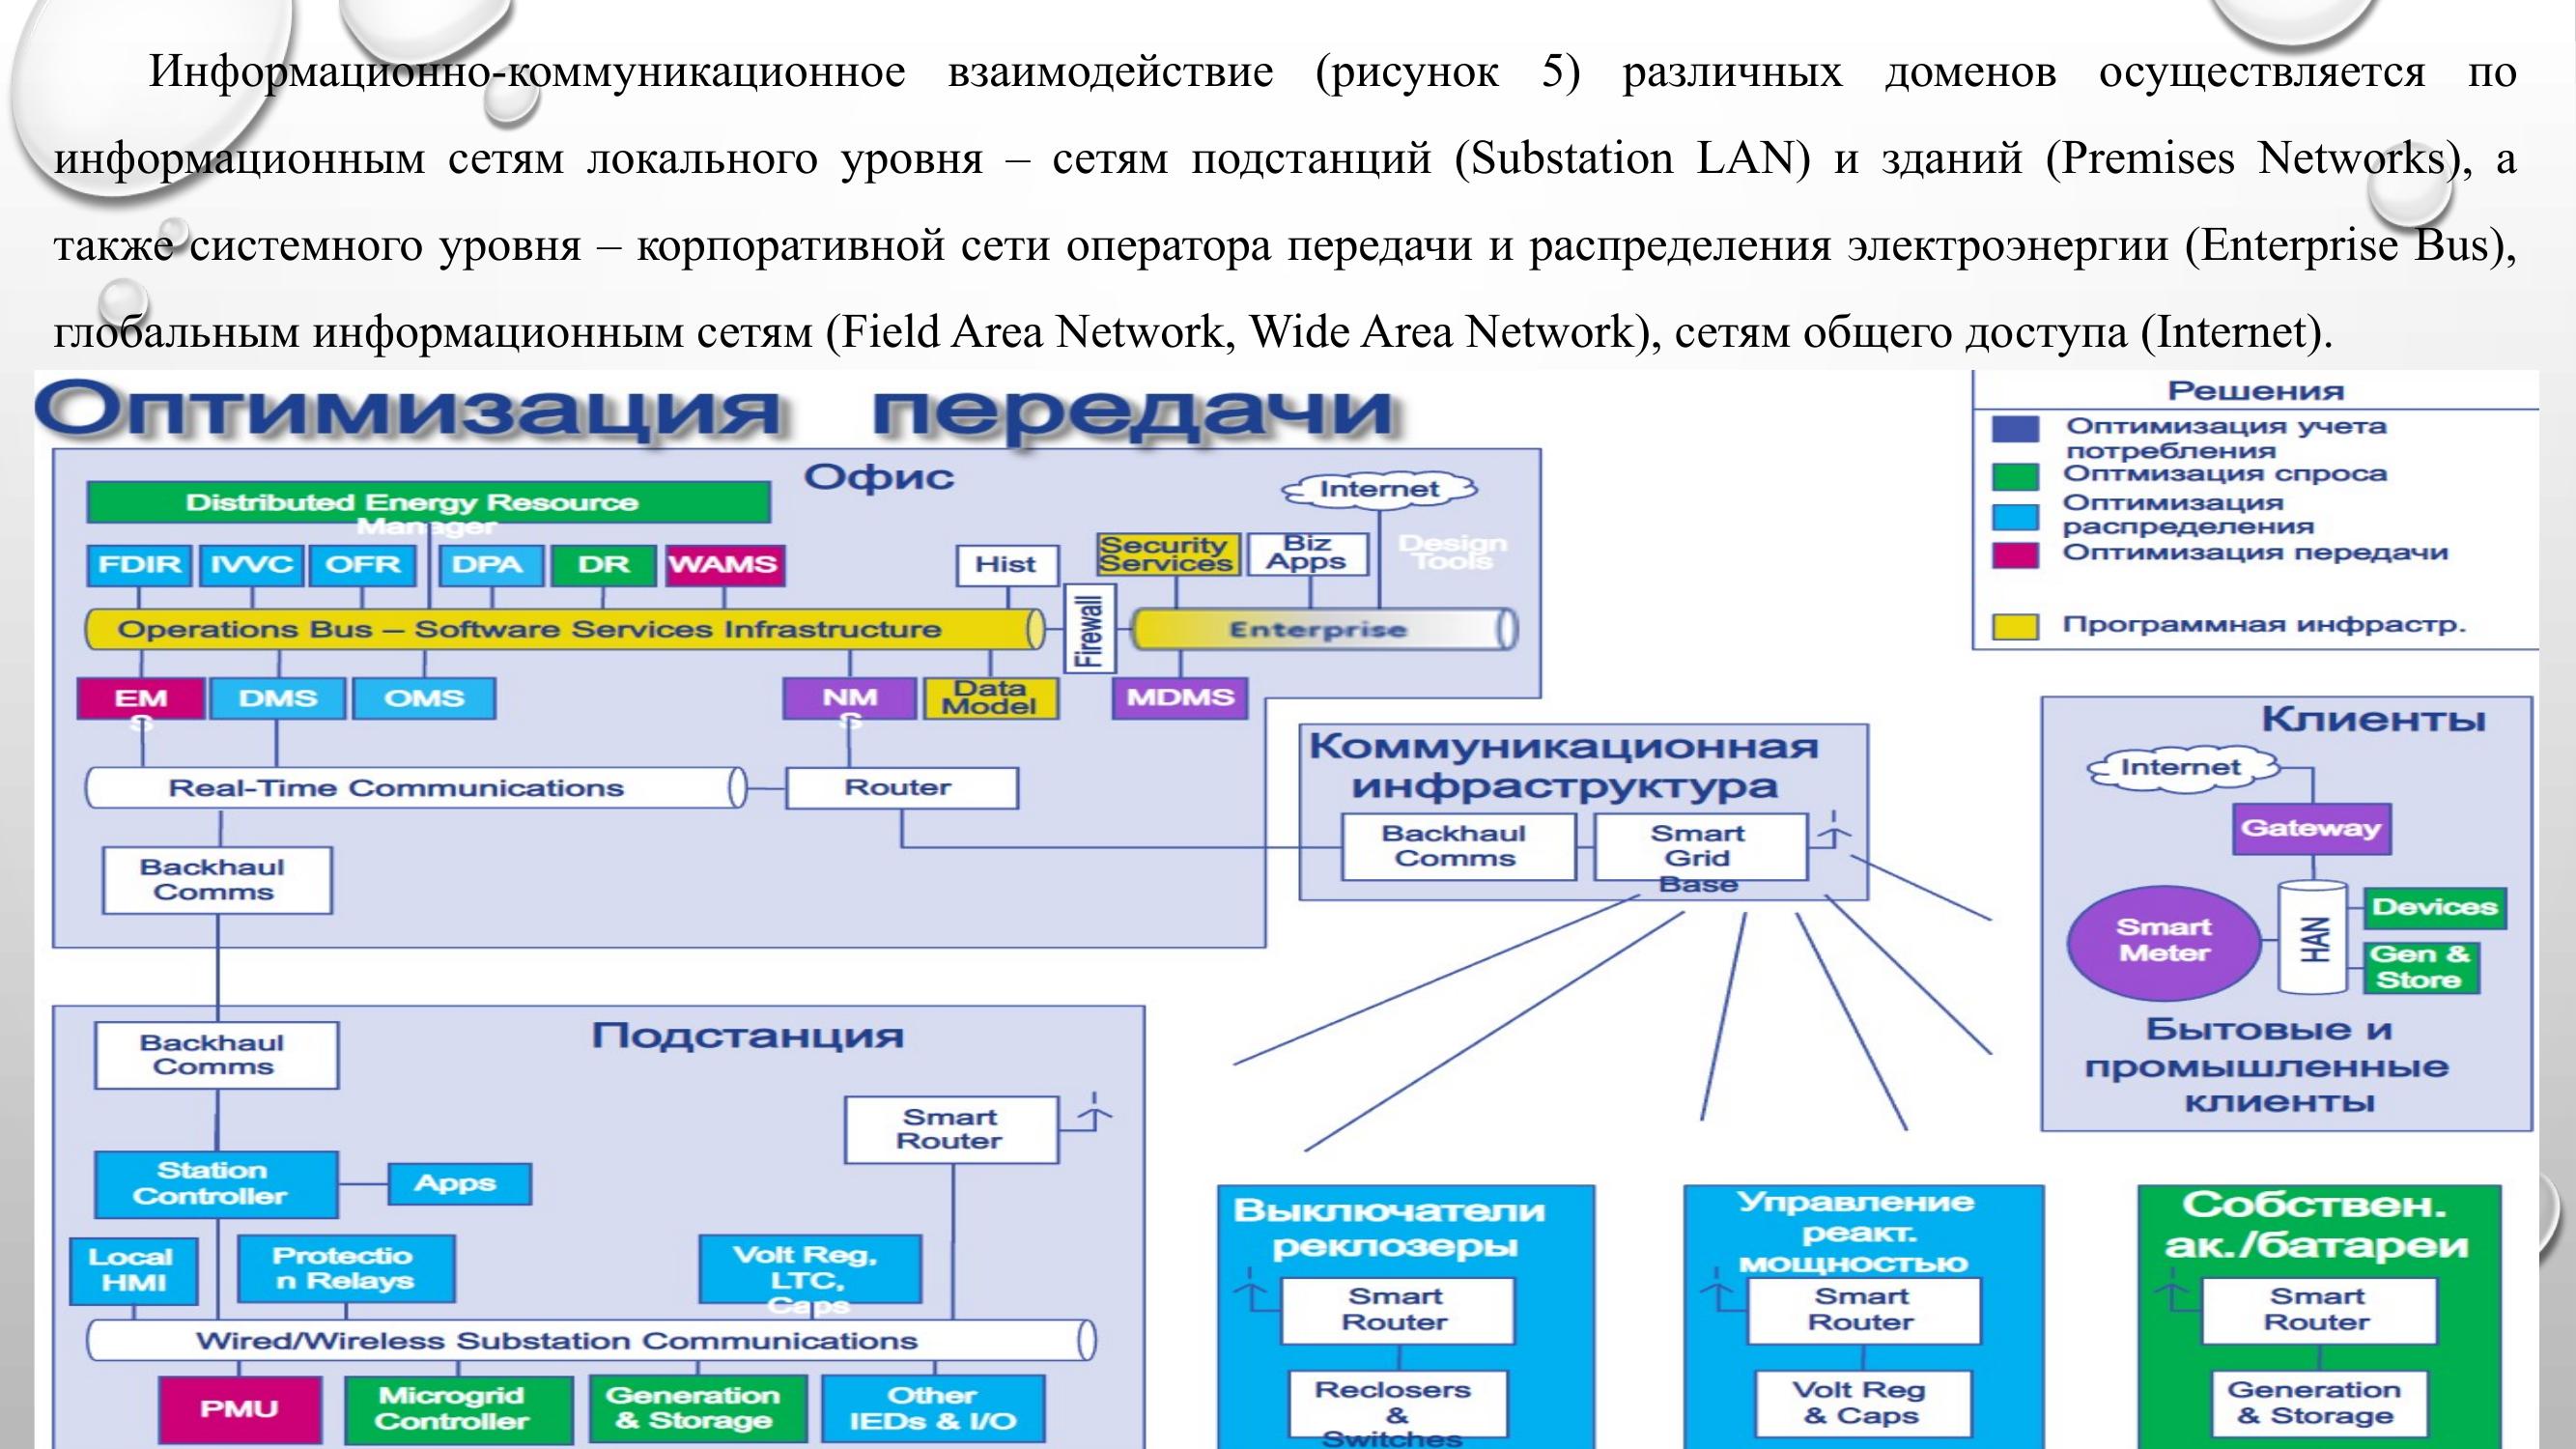 Информационно-коммуникационное взаимодействие (рисунок 5) различных доменов осуществляется по
информационным сетям локального уровня – сетям подстанций (Substation LAN) и зданий (Premises Networks), а
также системного уровня – корпоративной сети оператора передачи и распределения электроэнергии (Enterprise Bus),
глобальным информационным сетям (Field Area Network, Wide Area Network), сетям общего доступа (Internet).
Оптимизация передачи
Решения
Оптимизация учета
потребления
Оптмизация спроса
Оптимизация
распределения
Оптимизация передачи
Программная инфрастр.
Офис
Distributed Energy Resource
Manager
Internet
FDIR
IVVC
OFR
DPA
DR
WAMS
Hist
Security
Services
Biz
Apps
Design
Tools
Operations Bus – Software Services Infrastructure
Firewall
Enterprise
EM
S
DMS
OMS
NM
S
Data
Model
MDMS
Real-Time Communications
Router
Backhaul
Comms
Коммуникационная
инфраструктура
Backhaul
Comms
Smart
Grid
Base
Клиенты
Internet
Gateway
Smart
Meter
HAN
Devices
Gen &
Store
Бытовые и
промышленные
клиенты
Подстанция
Backhaul
Comms
Smart
Router
Station
Controller
Apps
Local
HMI
Protectio
n Relays
Volt Reg,
LTC,
Caps
Wired/Wireless Substation Communications
PMU
Microgrid
Controller
Generation
& Storage
Other
IEDs & I/O
Выключатели
реклозеры
Smart
Router
Reclosers
&
Switches
Управление
реакт.
мощностью
Smart
Router
Volt Reg
& Caps
Собствен.
ак./батареи
Smart
Router
Generation
& Storage